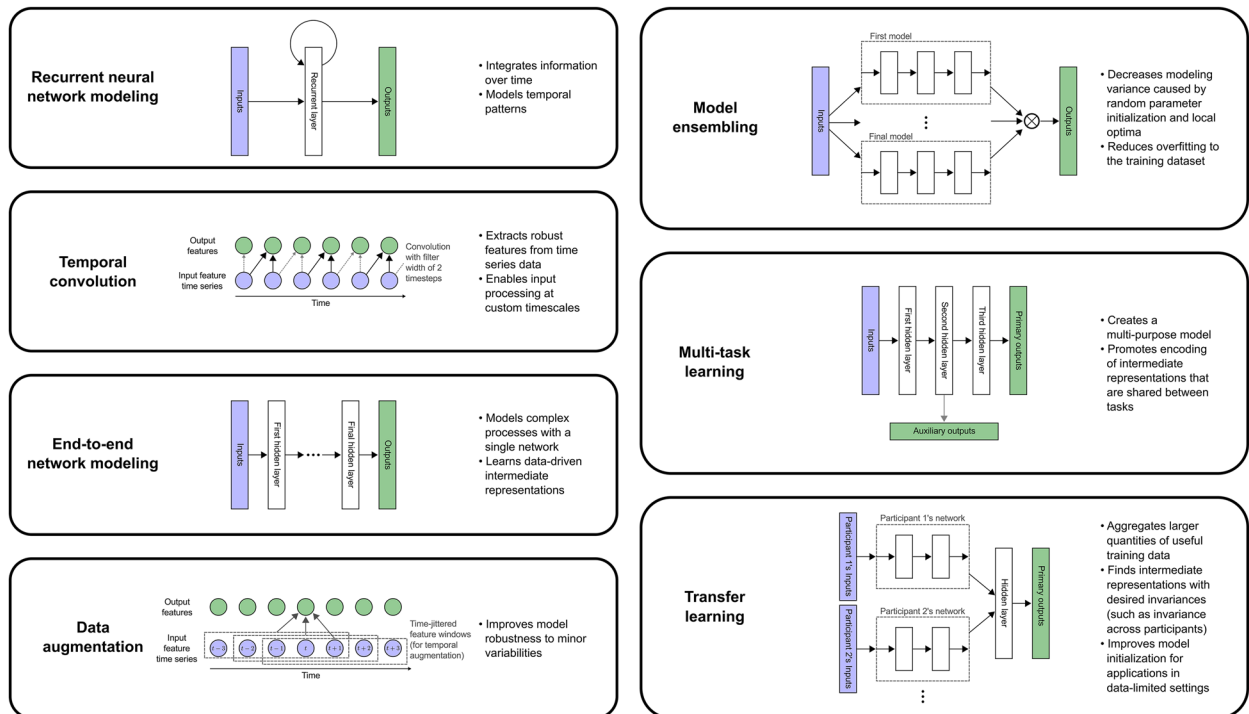 Recurrent neural
network modeling
Inputs
Recurrent layer
Outputs
• Integrates information
over time
• Models temporal
patterns
Temporal
convolution
Output
features
Input feature
time series
Time
Convolution
with filter
width of 2
timesteps
• Extracts robust
features from time
series data
• Enables input
processing at
custom timescales
End-to-end
network modeling
Inputs
First hidden layer
Final hidden layer
Outputs
• Models complex
processes with a
single network
• Learns data-driven
intermediate
representations
Data
augmentation
Output
features
Input
feature
time series
t−3 t−2 t−1 t t+1 t+2 t+3
Time
Time-jittered
feature windows
(for temporal
augmentation)
• Improves model
robustness to minor
variabilities
Model
ensembling
Inputs
First model
Final model
Outputs
• Decreases modeling
variance caused by
random parameter
initialization and local
optima
• Reduces overfitting to
the training dataset
Multi-task
learning
Inputs
First hidden layer
Second hidden layer
Third hidden layer
Primary outputs
Auxiliary outputs
• Creates a
multi-purpose model
• Promotes encoding
of intermediate
representations that
are shared between
tasks
Transfer
learning
Participant 1's Inputs
Participant 1's network
Participant 2's Inputs
Participant 2's network
Hidden layer
Primary outputs
• Aggregates larger
quantities of useful
training data
• Finds intermediate
representations with
desired invariances
(such as invariance
across participants)
• Improves model
initialization for
applications in
data-limited settings